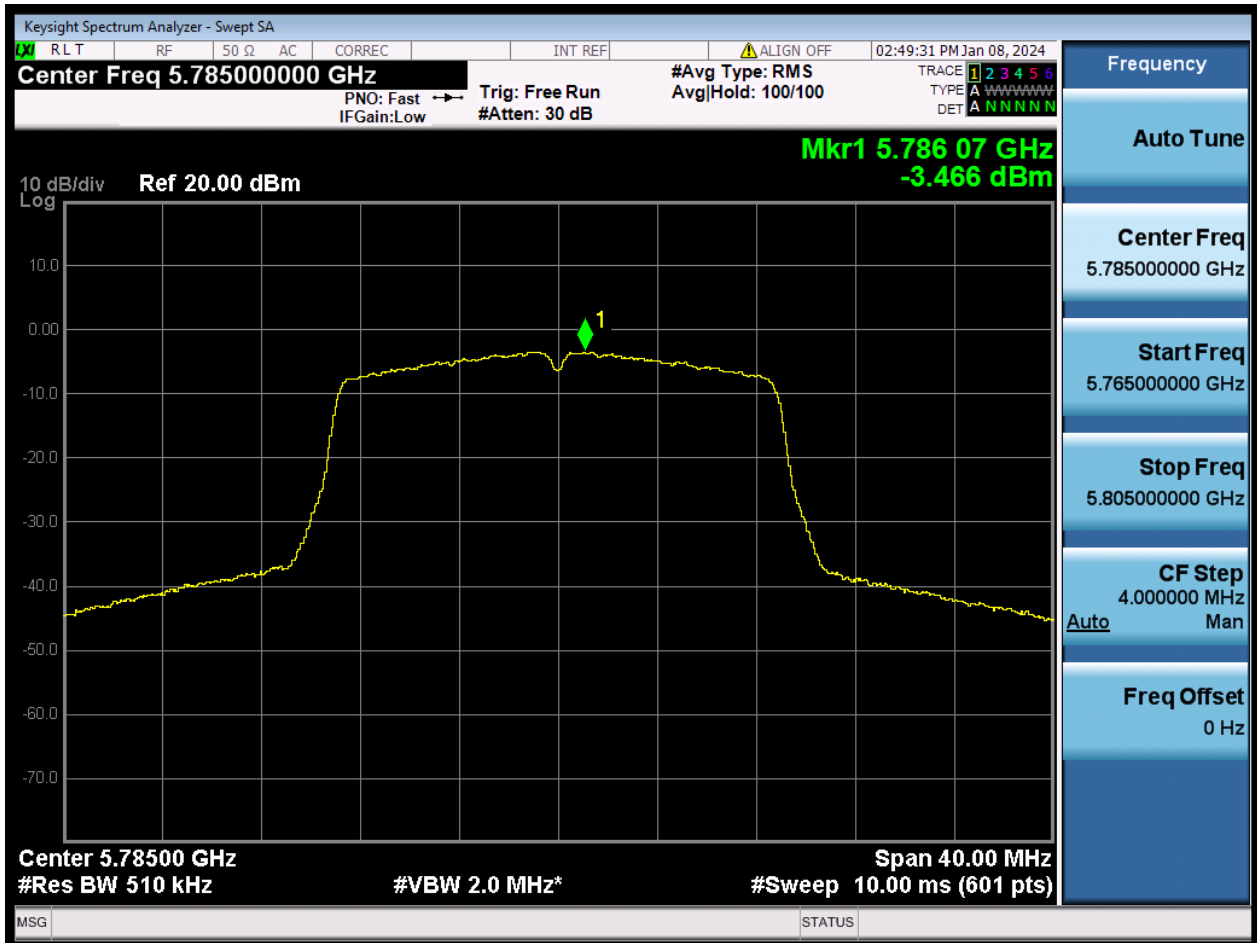 Keysight Spectrum Analyzer - Swept SA
LXI RLT RF 50 Ω AC CORREC INT REF ALIGN OFF 02:49:31 PM Jan 08, 2024
Center Freq 5.785000000 GHz
PNO: Fast
IFGain:Low
Trig: Free Run
#Atten: 30 dB
#Avg Type: RMS
Avg|Hold: 100/100
TRACE 1 2 3 4 5 6
TYPE A WWWWW
DET A N N N N N
Mkr1 5.786 07 GHz
-3.466 dBm
10 dB/div Ref 20.00 dBm
Log
10.0
0.00
-10.0
-20.0
-30.0
-40.0
-50.0
-60.0
-70.0
1
Center 5.78500 GHz Span 40.00 MHz
#Res BW 510 kHz #VBW 2.0 MHz* #Sweep 10.00 ms (601 pts)
MSG STATUS
Frequency
Auto Tune
Center Freq
5.785000000 GHz
Start Freq
5.765000000 GHz
Stop Freq
5.805000000 GHz
CF Step
4.000000 MHz
Auto Man
Freq Offset
0 Hz